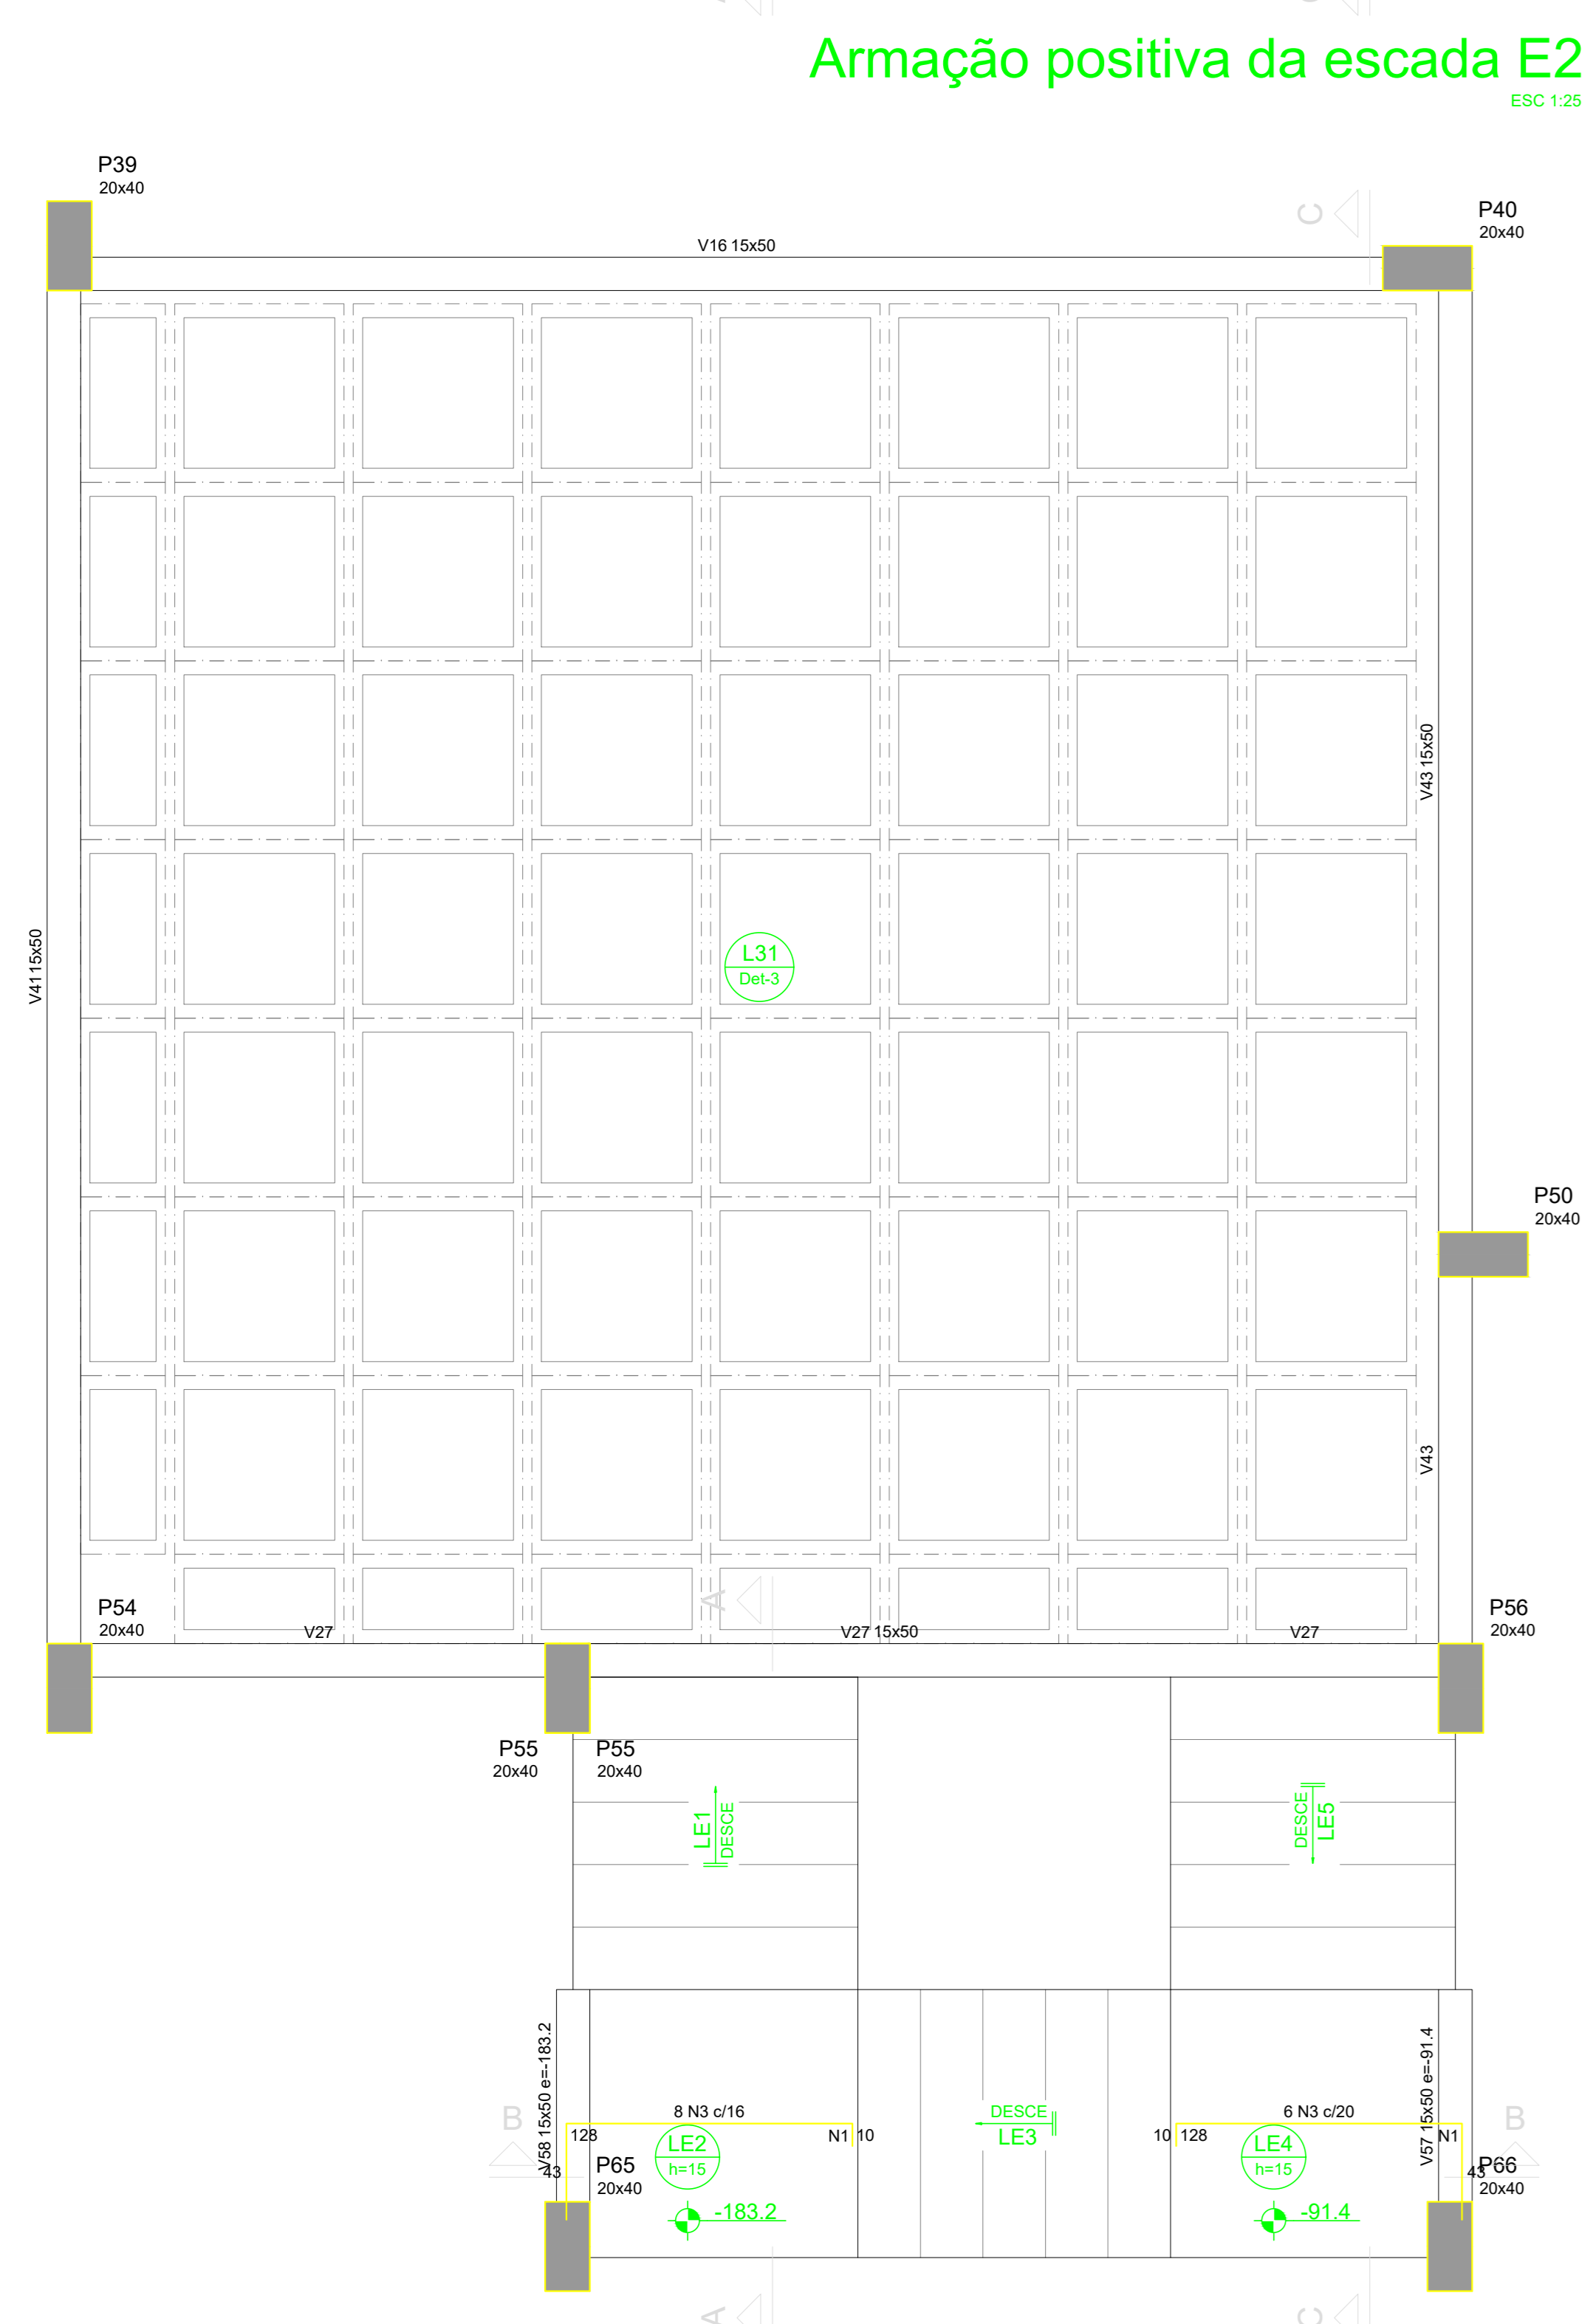 Armação positiva da escada E2
ESC 1:25
P39
20x40
C
P40
20x40
V16 15x50
V43 15x50
V41 15x50
L31
Det-3
P50
20x40
V43
A
P54
20x40
V27
V27 15x50
V27
P56
20x40
P55
20x40
P55
20x40
LE1
DESCE
DESCE
LE5
V58 15x50 e=-183.2
V57 15x50 e=-91.4
B
8 N3 c/16
DESCE
6 N3 c/20
B
128
N1
10
LE3
10
128
N1
LE2
h=15
LE4
h=15
43
P65
20x40
43
P66
20x40
-183.2
-91.4
A
C